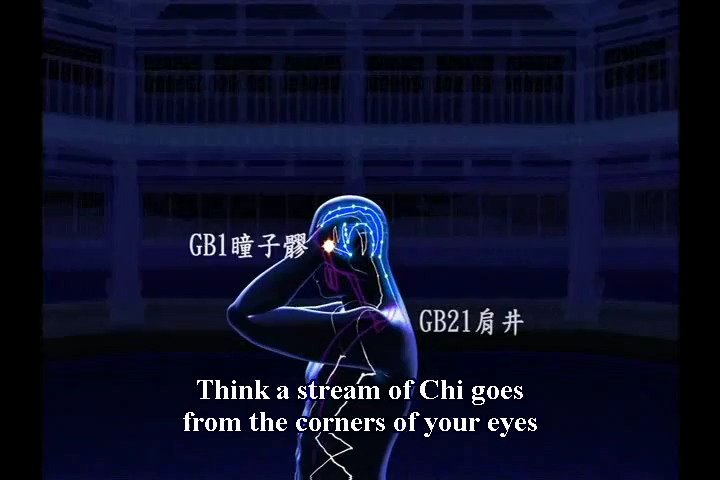 GB1瞳子髎
GB21肩井
Think a stream of Chi goes
from the corners of your eyes